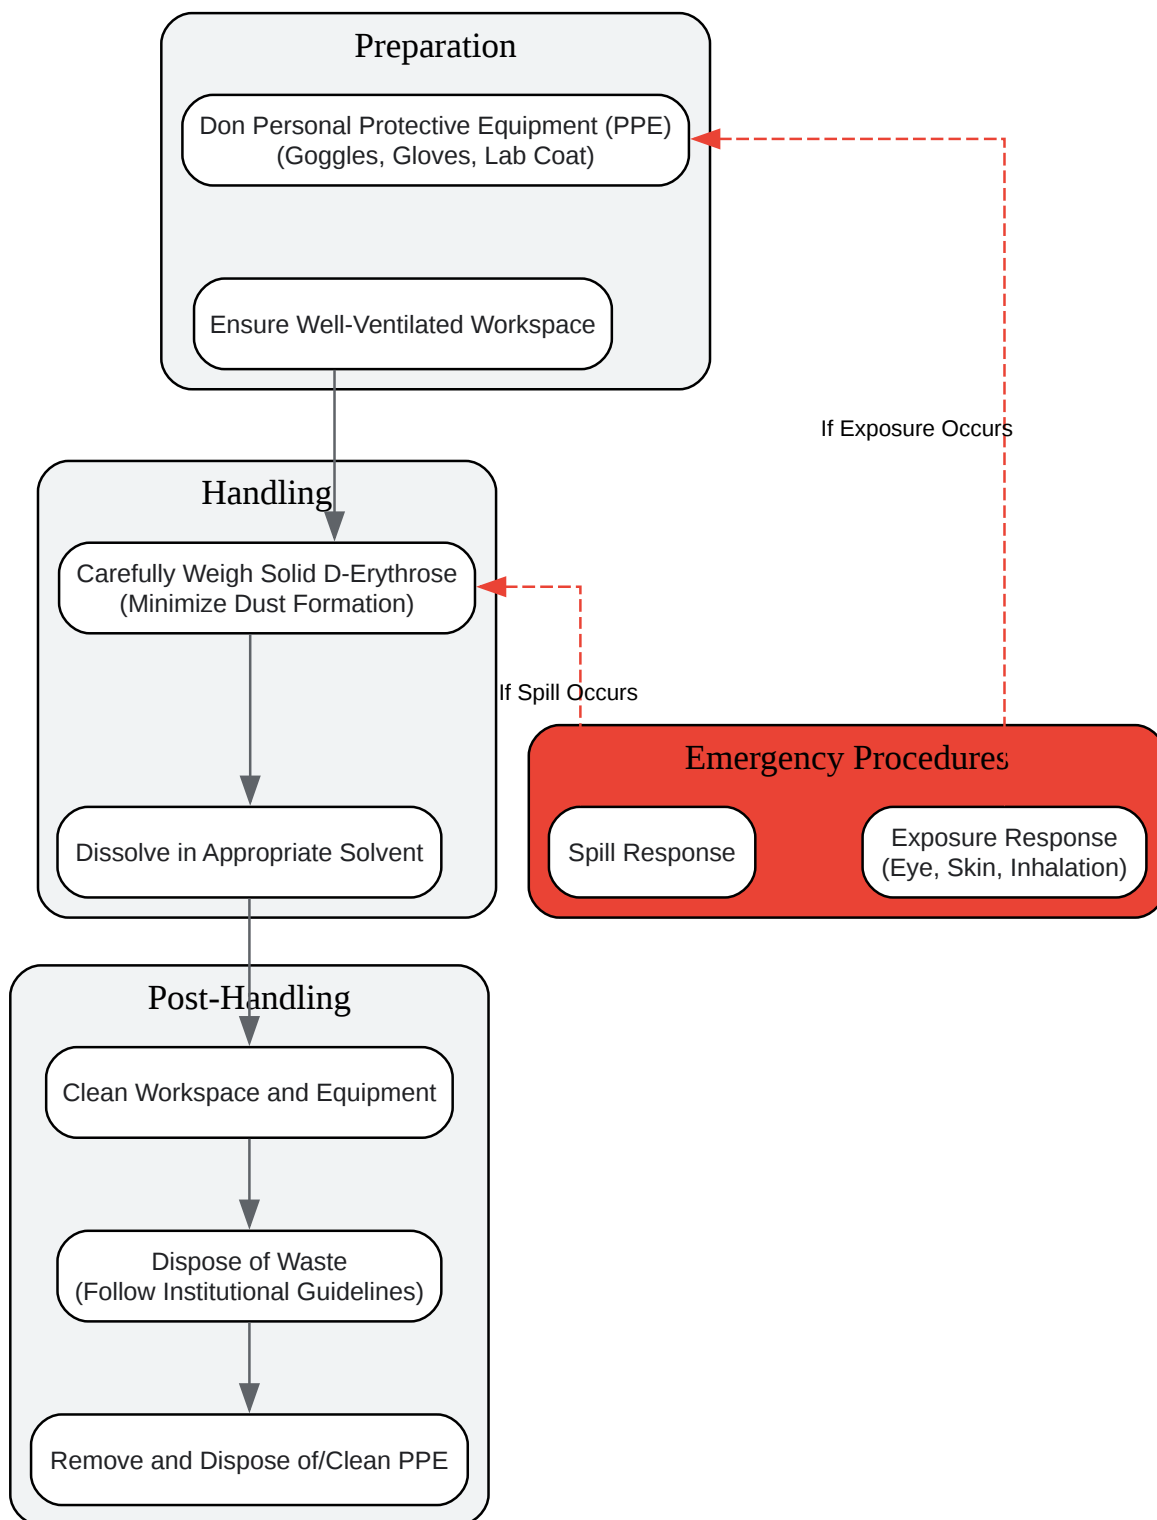 Preparation
Don Personal Protective Equipment (PPE)
(Goggles, Gloves, Lab Coat)
Ensure Well-Ventilated Workspace
If Exposure Occurs
Handling
Carefully Weigh Solid D-Erythrose
(Minimize Dust Formation)
If Spill Occurs
Dissolve in Appropriate Solvent
Emergency Procedures
Spill Response
Exposure Response
(Eye, Skin, Inhalation)
Post-Handling
Clean Workspace and Equipment
Dispose of Waste
(Follow Institutional Guidelines)
Remove and Dispose of/Clean PPE